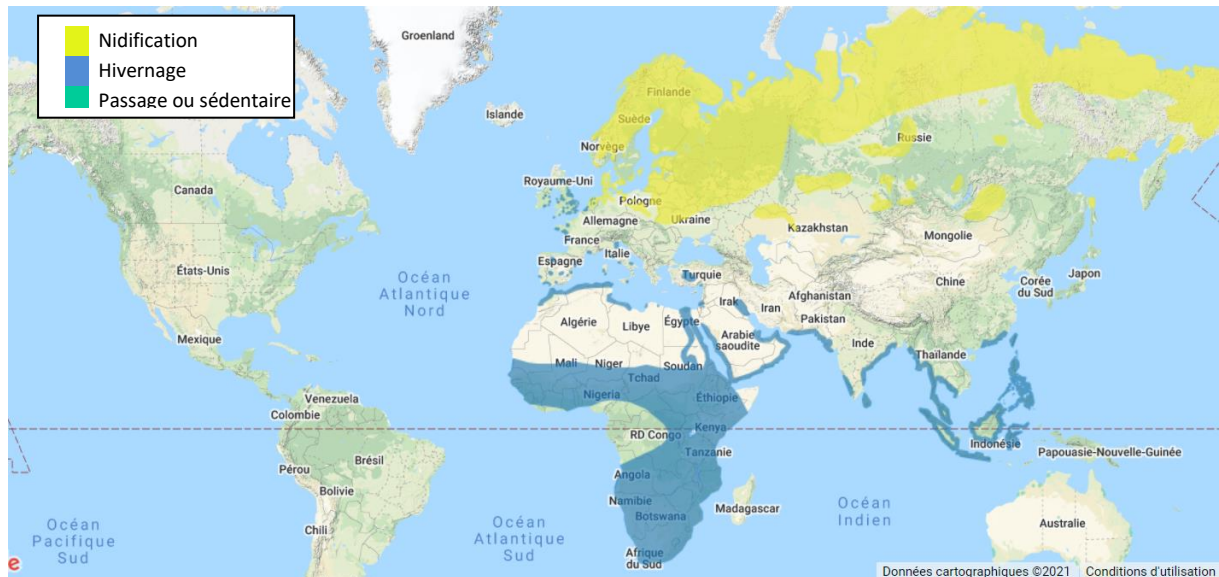 Nidification
Hivernage
Passage ou sédentaire
Groenland
Islande
Finlande
Suède
Norvège
Russie
Royaume-Uni
Pologne
Allemagne
Ukraine
France
Kazakhstan
Mongolie
Italie
Espagne
Turquie
Canada
États-Unis
Océan
Atlantique
Nord
Chine
Corée
du Sud
Japon
Irak
Iran
Afghanistan
Pakistan
Algérie
Libye
Égypte
Arabie
saoudite
Inde
Mexique
Mali
Niger
Soudan
Tchad
Thaïlande
Nigeria
Éthiopie
Venezuela
Colombie
RD Congo
Kenya
Indonésie
Tanzanie
Papouasie-Nouvelle-Guinée
Brésil
Pérou
Angola
Bolivie
Namibie
Madagascar
Botswana
Océan
Indien
Chili
Océan
Atlantique
Sud
Océan
Pacifique
Sud
Australie
Afrique
du Sud
e
Données cartographiques ©2021
Conditions d'utilisation